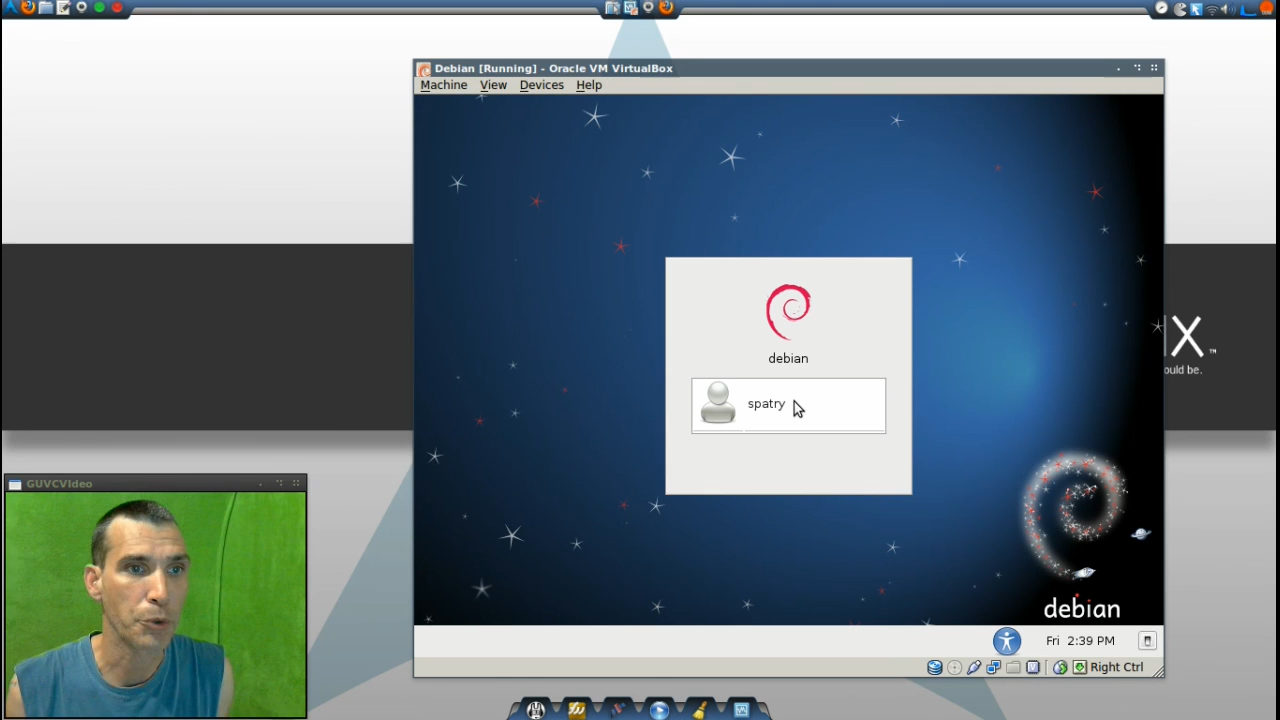 Debian [Running] - Oracle VM VirtualBox
Machine View Devices Help
debian
spatry
X™
ould be.
GUVCVideo
debian
Fri 2:39 PM
Right Ctrl